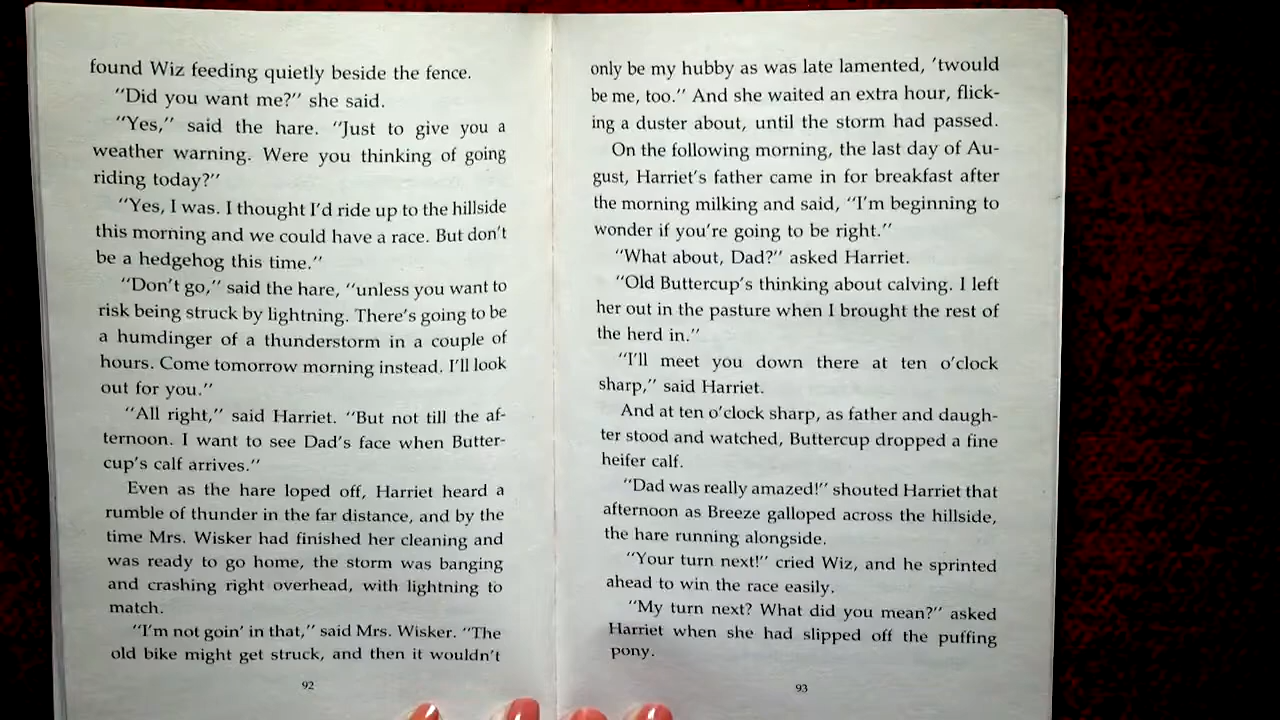 found Wiz feeding quietly beside the fence.
“Did you want me?” she said.
“Yes,” said the hare. “Just to give you a
weather warning. Were you thinking of going
riding today?”
“Yes, I was. I thought I’d ride up to the hillside
this morning and we could have a race. But don’t
be a hedgehog this time.”
“Don’t go,” said the hare, “unless you want to
risk being struck by lightning. There’s going to be
a humdinger of a thunderstorm in a couple of
hours. Come tomorrow morning instead. I’ll look
out for you.”
“All right,” said Harriet. “But not till the af-
ternoon. I want to see Dad’s face when Butter-
cup’s calf arrives.”
Even as the hare loped off, Harriet heard a
rumble of thunder in the far distance, and by the
time Mrs. Wisker had finished her cleaning and
was ready to go home, the storm was banging
and crashing right overhead, with lightning to
match.
“I’m not goin’ in that,” said Mrs. Wisker. “The
old bike might get struck, and then it wouldn’t
92
only be my hubby as was late lamented, ’twould
be me, too.” And she waited an extra hour, flick-
ing a duster about, until the storm had passed.
On the following morning, the last day of Au-
gust, Harriet’s father came in for breakfast after
the morning milking and said, “I’m beginning to
wonder if you’re going to be right.”
“What about, Dad?” asked Harriet.
“Old Buttercup’s thinking about calving. I left
her out in the pasture when I brought the rest of
the herd in.”
“I’ll meet you down there at ten o’clock
sharp,” said Harriet.
And at ten o’clock sharp, as father and daugh-
ter stood and watched, Buttercup dropped a fine
heifer calf.
“Dad was really amazed!” shouted Harriet that
afternoon as Breeze galloped across the hillside,
the hare running alongside.
“Your turn next!” cried Wiz, and he sprinted
ahead to win the race easily.
“My turn next? What did you mean?” asked
Harriet when she had slipped off the puffing
pony.
93